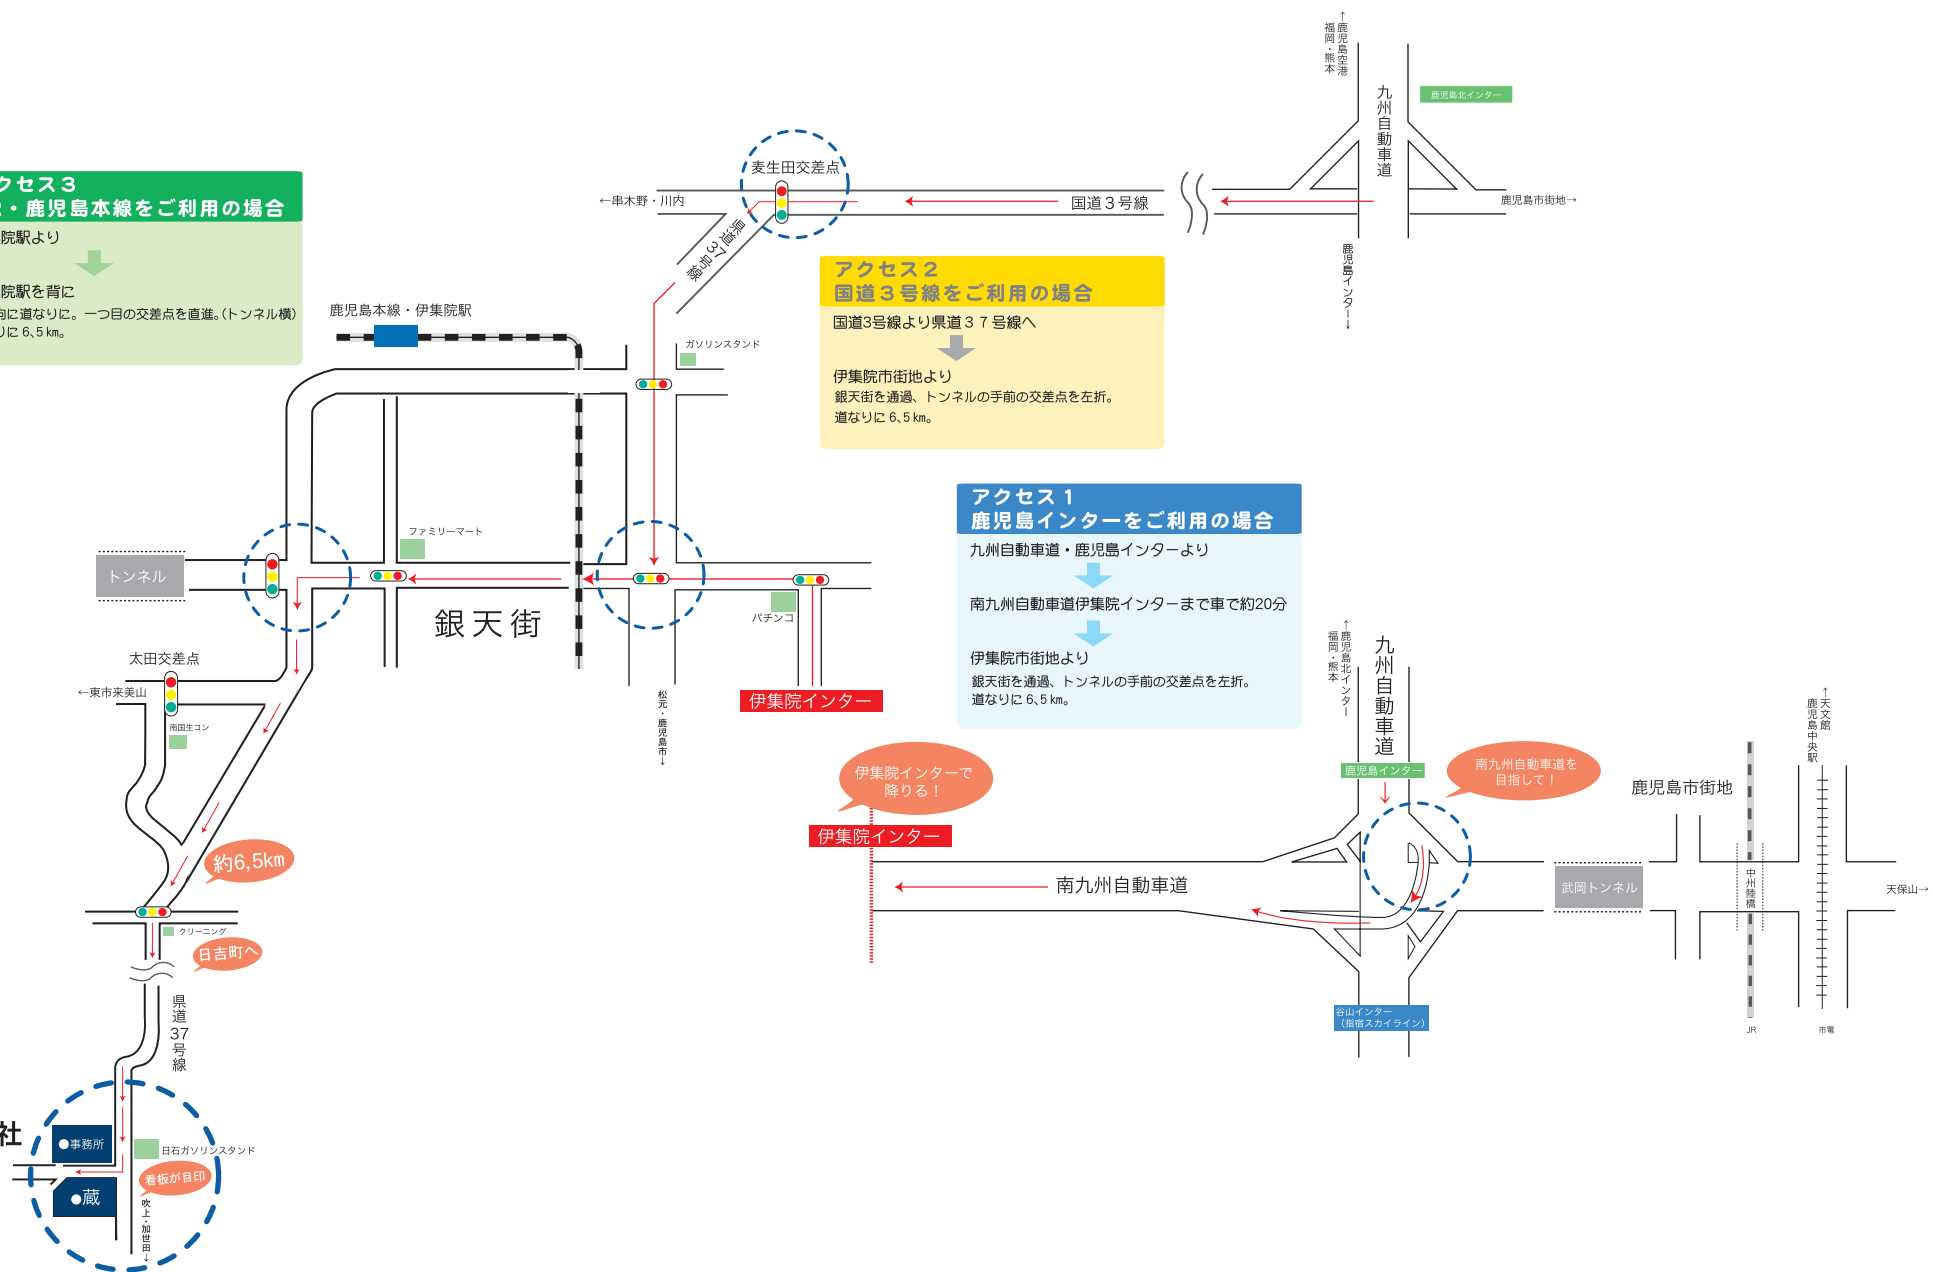 ↑鹿児島空港
福岡・熊本
九州自動車道
鹿児島北インター
鹿児島市街地→
鹿児島インター→
麦生田交差点
←串木野・川内
国道３号線
県道37号線
クセス３
・鹿児島本線をご利用の場合
院駅より
院駅を背に
向に道なりに。一つ目の交差点を直進。(トンネル横)
りに 6、5 km。
アクセス２
国道３号線をご利用の場合
国道3号線より県道３７号線へ
伊集院市街地より
銀天街を通過、トンネルの手前の交差点を左折。
道なりに 6、5 km。
鹿児島本線・伊集院駅
ガソリンスタンド
アクセス１
鹿児島インターをご利用の場合
九州自動車道・鹿児島インターより
南九州自動車道伊集院インターまで車で約20分
伊集院市街地より
銀天街を通過、トンネルの手前の交差点を左折。
道なりに 6、5 km。
ファミリーマート
トンネル
銀天街
パチンコ
伊集院インター
松元・鹿児島市→
太田交差点
←東市来美山
南国生コン
↑鹿児島北インター
福岡・熊本
九州自動車道
鹿児島インター
南九州自動車道を
目指して！
伊集院インターで
降りる！
伊集院インター
南九州自動車道
鹿児島市街地
↑天文館
鹿児島中央駅
武岡トンネル
中州陸橋
天保山→
谷山インター
（指宿スカイライン）
JR
市電
約6,5km
クリーニング
日吉町へ
県道37号線
社
●事務所
日石ガソリンスタンド
看板が目印
●蔵
吹上・加世田→